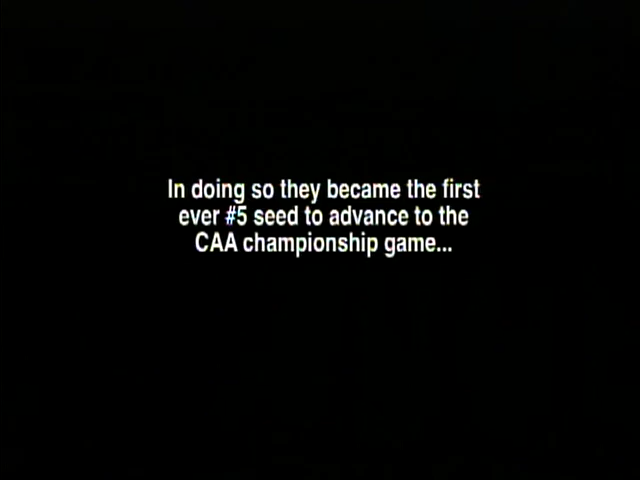 In doing so they became the first
ever #5 seed to advance to the
CAA championship game...